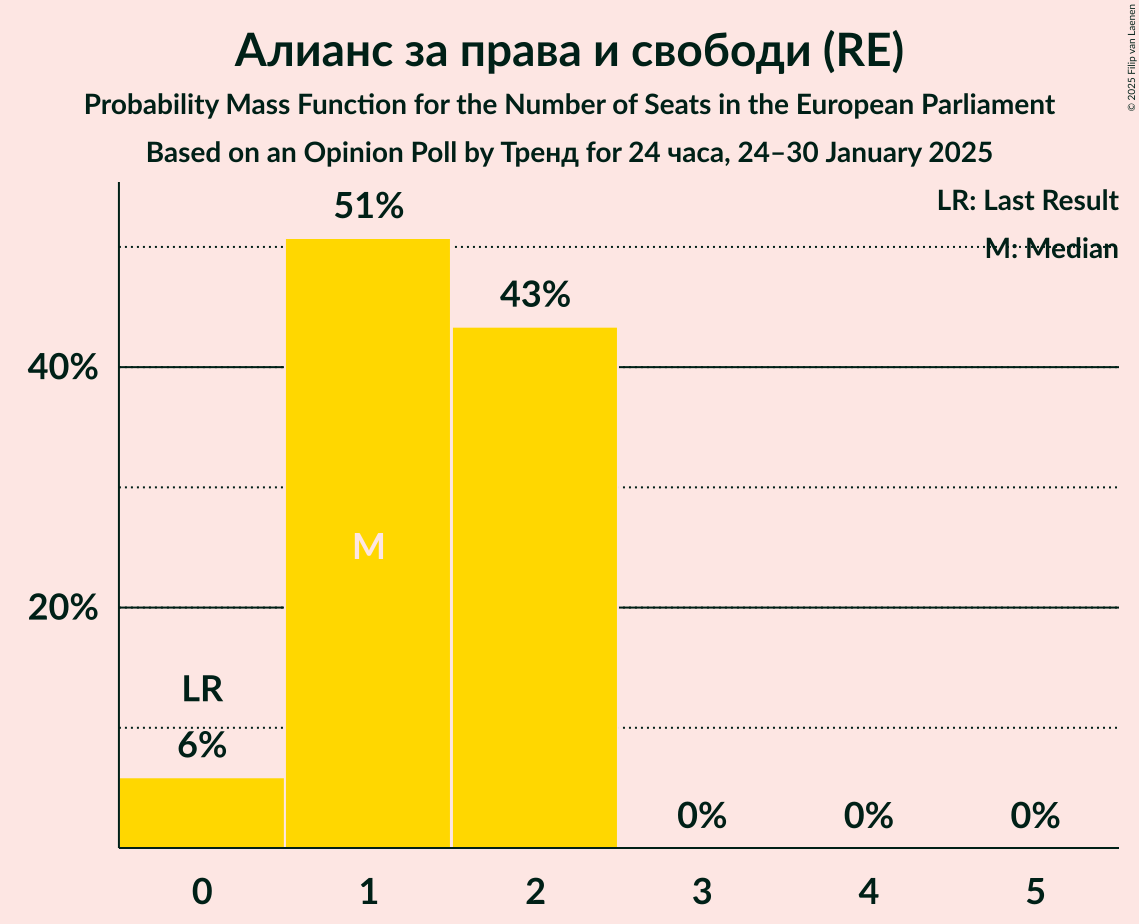 Алианс за права и свободи (RE)
Probability Mass Function for the Number of Seats in the European Parliament
Based on an Opinion Poll by Тренд for 24 часа, 24–30 January 2025
© 2025 Filip van Laenen
LR: Last Result
M: Median
51%
43%
40%
M
20%
LR
6%
0% 0% 0%
0 1 2 3 4 5